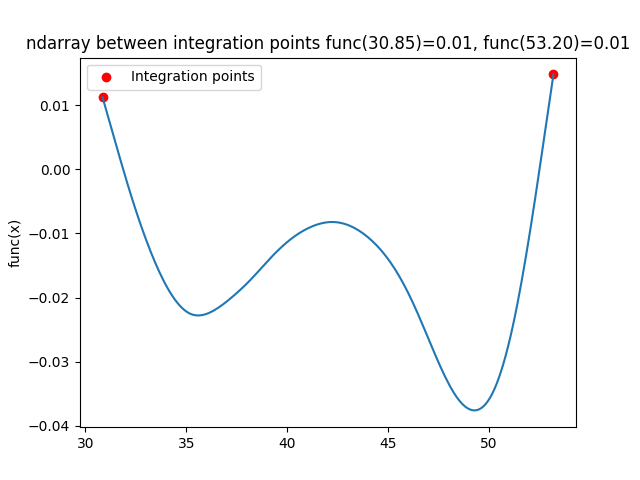 ndarray between integration points func(30.85)=0.01, func(53.20)=0.01
Integration points
0.01
0.00
−0.01
−0.02
−0.03
−0.04
func(x)
30 35 40 45 50